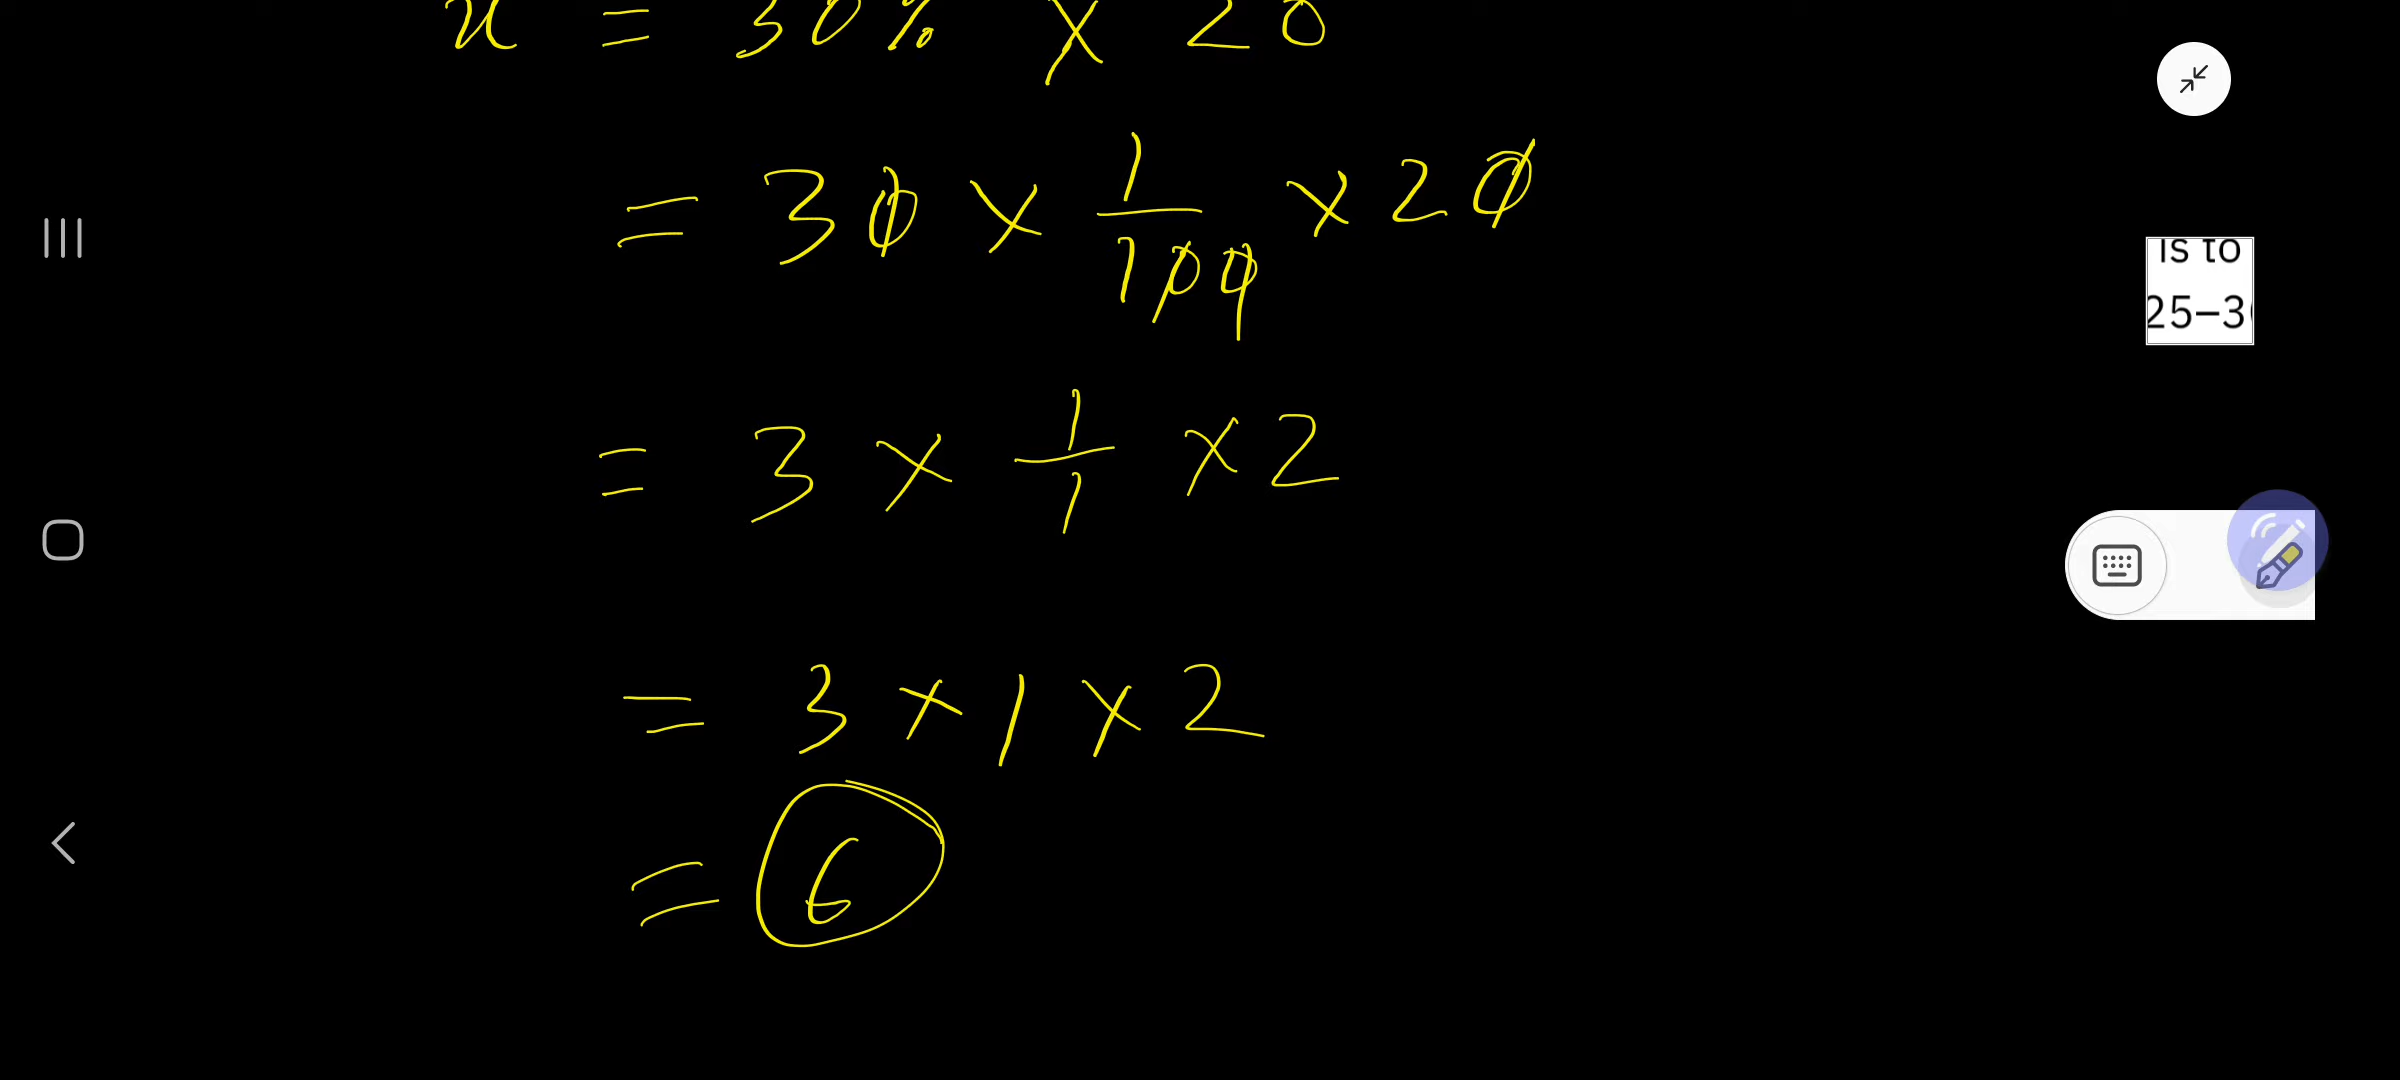 x = 30% × 20
= 30 × 1/100 × 20
= 3 × 1/1 × 2
= 3 × 1 × 2
= 6
is to
25–3